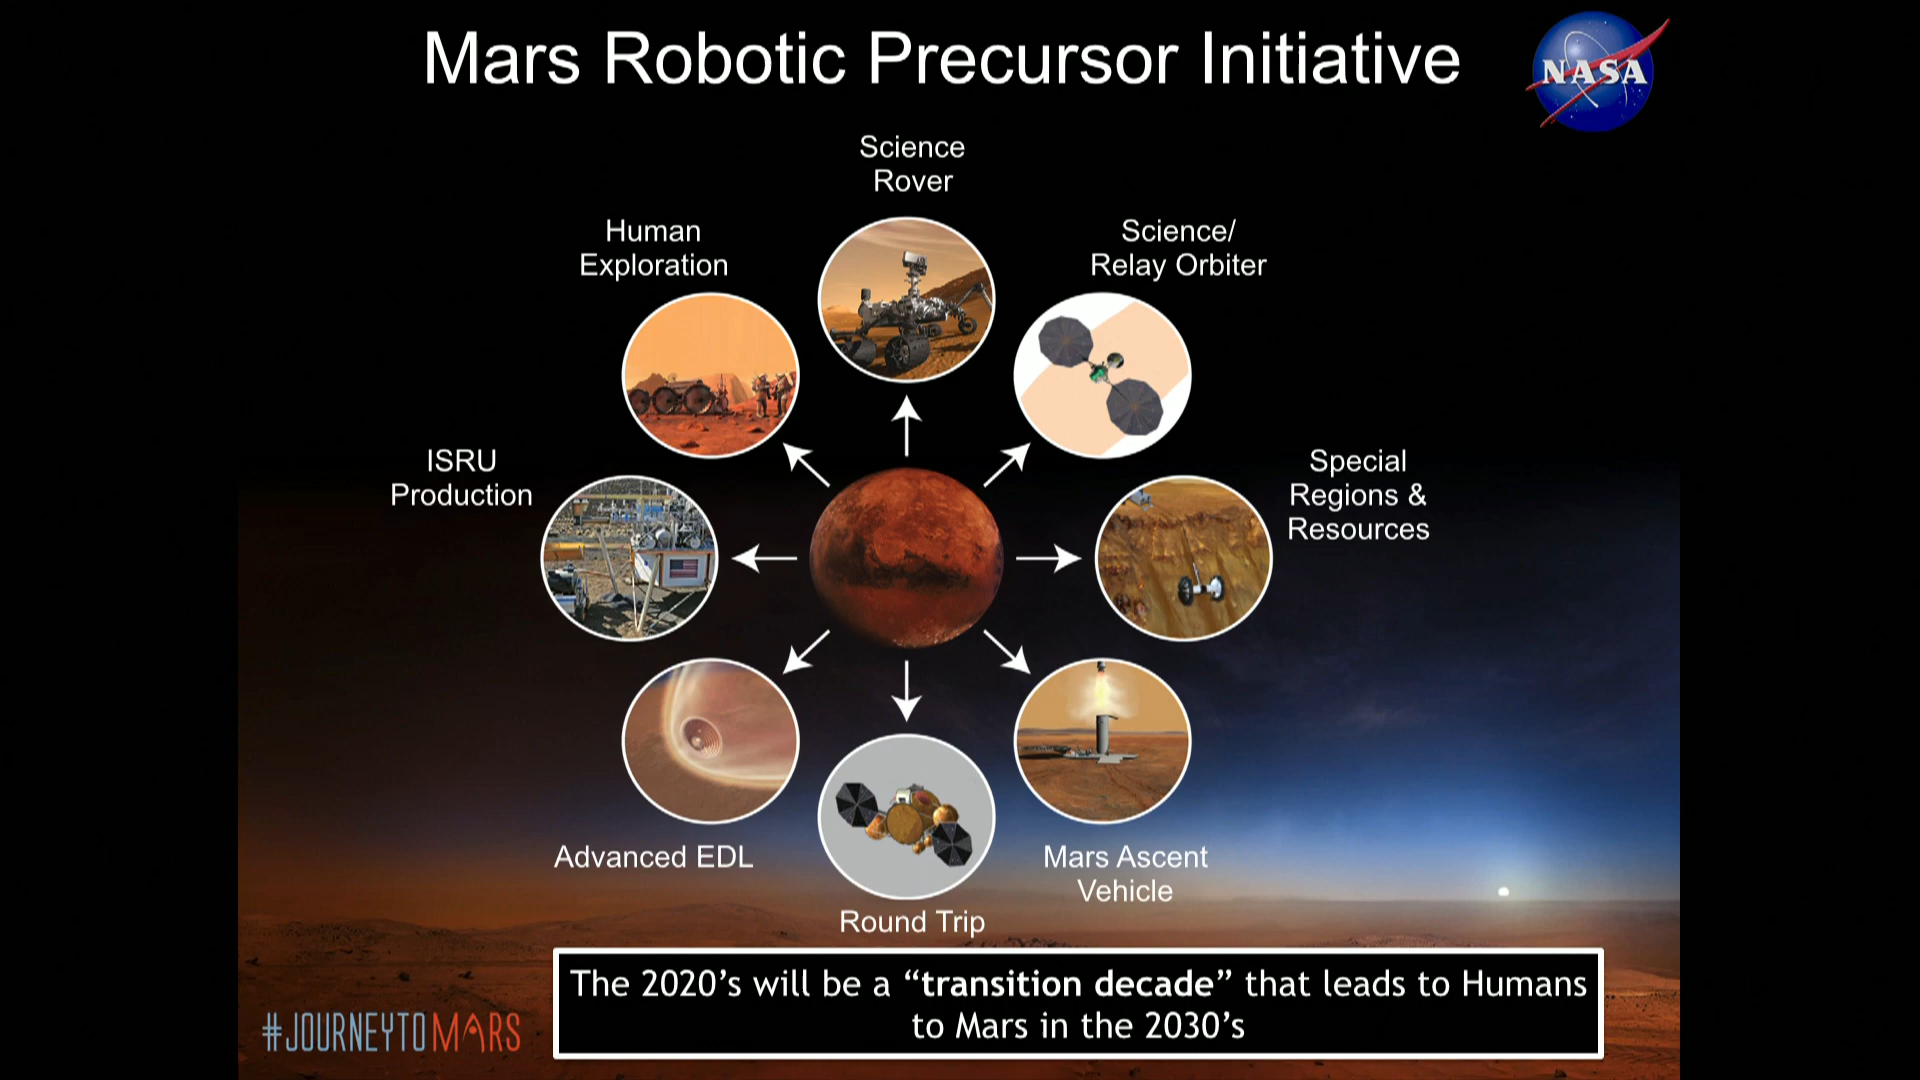 Mars Robotic Precursor Initiative
NASA
Science
Rover
Human
Exploration
Science/
Relay Orbiter
ISRU
Production
Special
Regions &
Resources
Advanced EDL
Mars Ascent
Vehicle
Round Trip
The 2020’s will be a “transition decade” that leads to Humans
to Mars in the 2030’s
#JOURNEYTOMARS